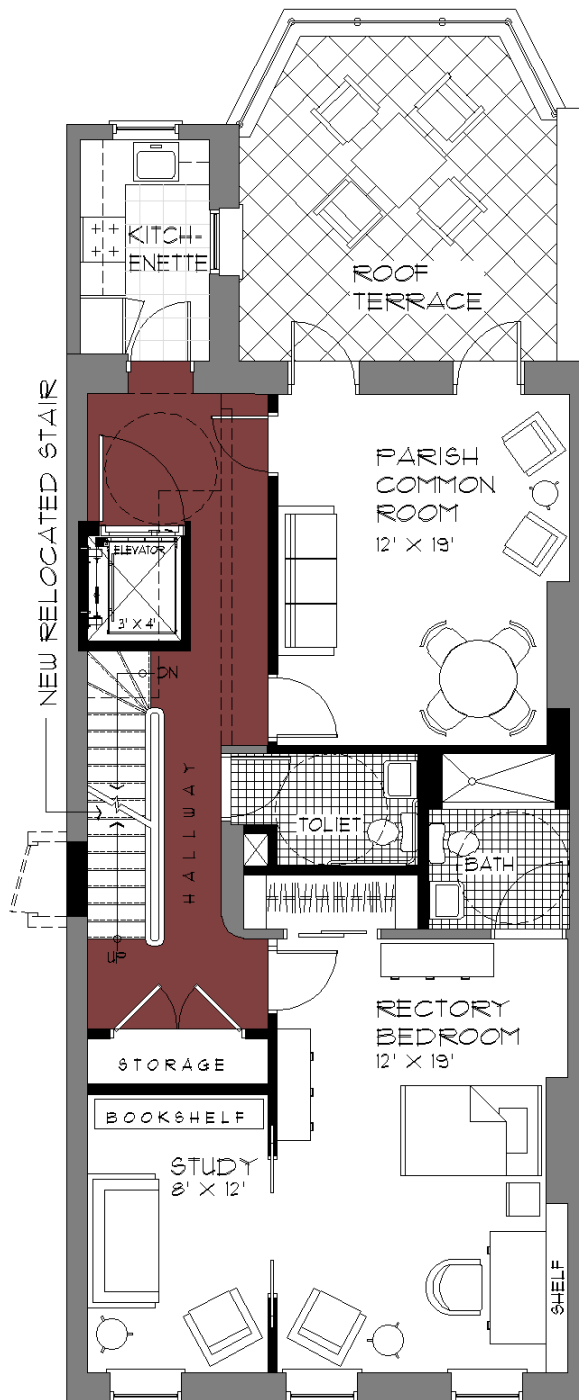 KITCH-
ENETTE
ROOF
TERRACE
NEW RELOCATED STAIR
PARISH
COMMON
ROOM
12' X 19'
ELEVATOR
3' X 4'
DN
HALLWAY
TOLIET
BATH
UP
RECTORY
BEDROOM
12' X 19'
STORAGE
BOOKSHELF
STUDY
8' X 12'
SHELF